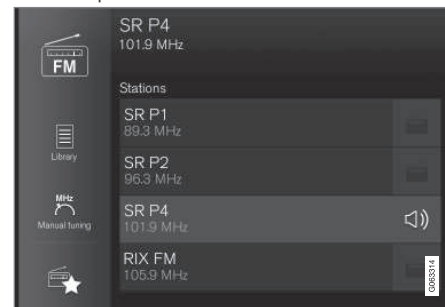 SR P4
101.9 MHz
FM
Stations
SR P1
89.3 MHz
Library
SR P2
96.3 MHz
MHz
Manual tuning
SR P4
101.9 MHz
RIX FM
105.9 MHz
G063314